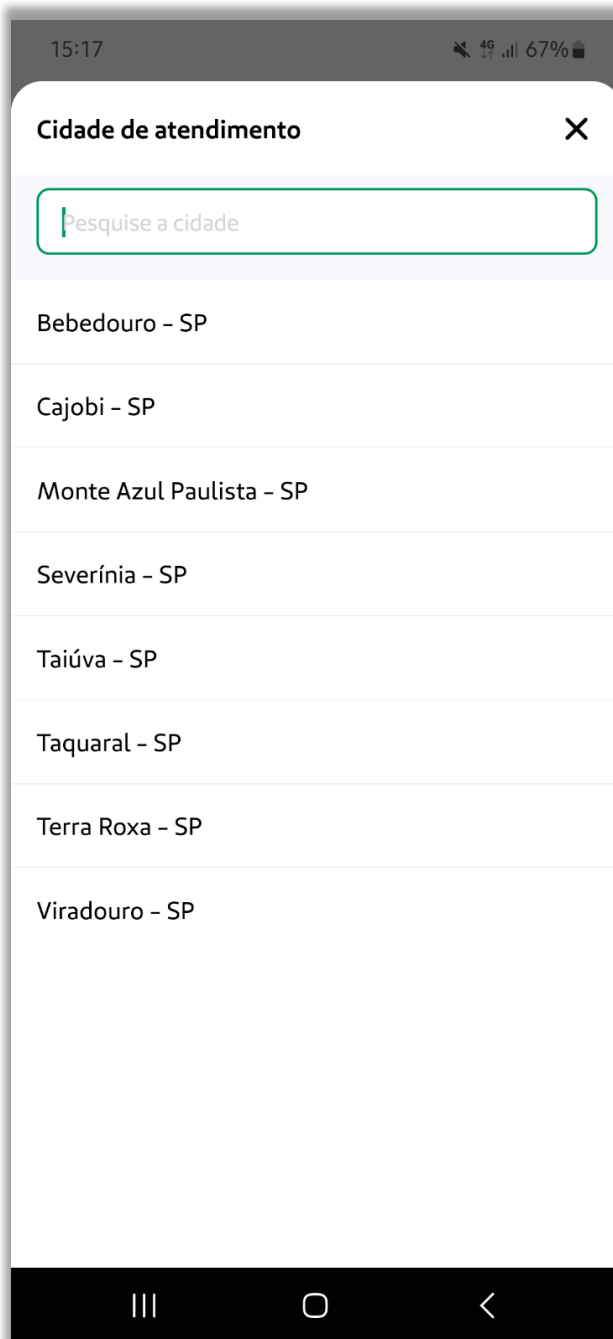 15:17 4G 67%
Cidade de atendimento
Pesquise a cidade
Bebedouro – SP
Cajobi – SP
Monte Azul Paulista – SP
Severínia – SP
Taiúva – SP
Taquaral – SP
Terra Roxa – SP
Viradouro – SP